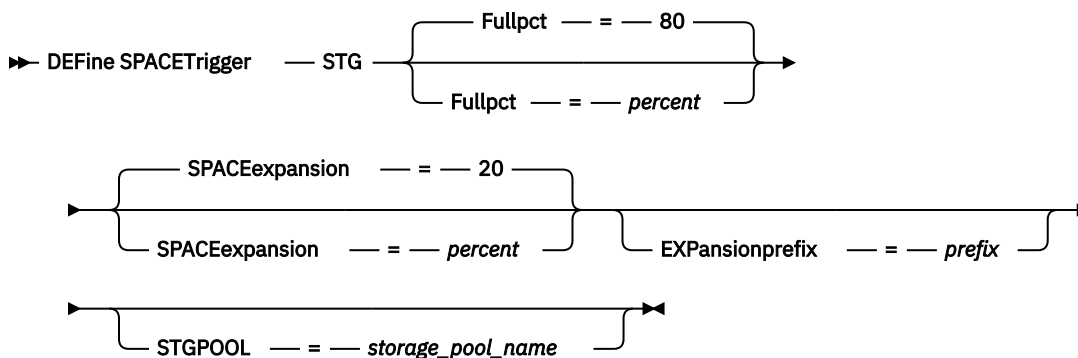 Fullpct = 80
DEFine SPACETrigger STG
Fullpct = percent
SPACEexpansion = 20
SPACEexpansion = percent EXPansionprefix = prefix
STGPOOL = storage_pool_name